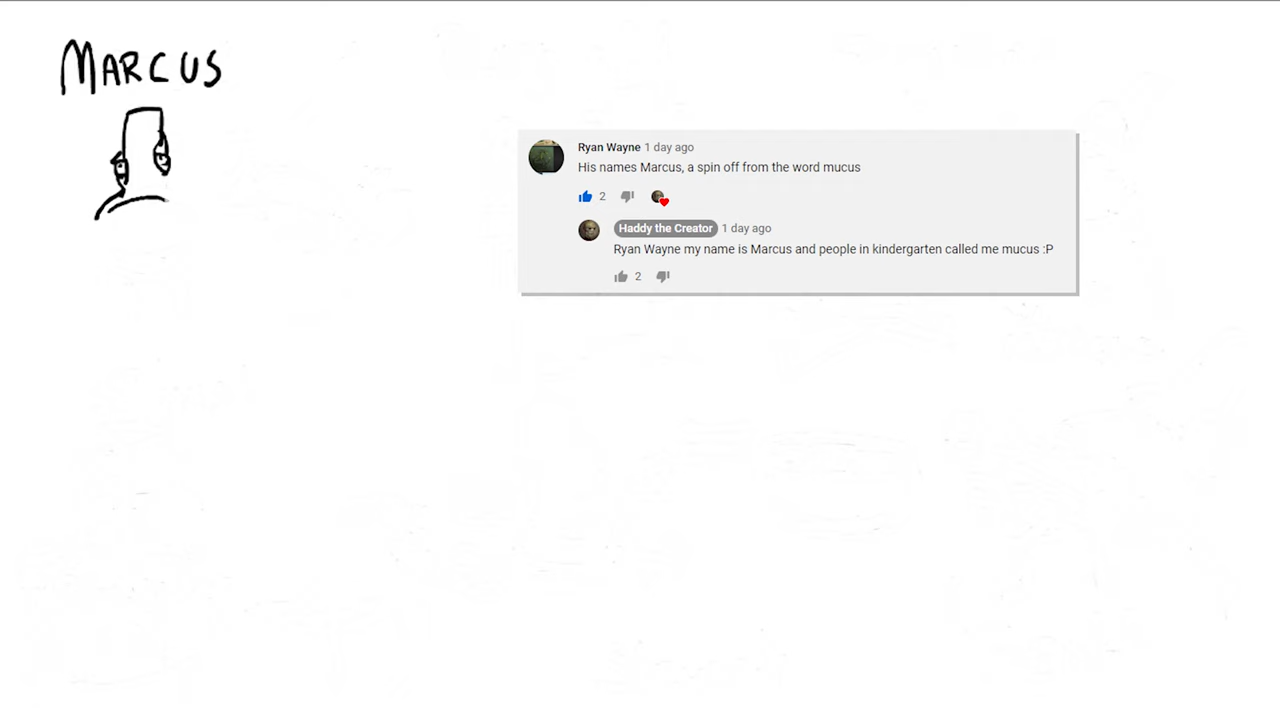 MARCUS
Ryan Wayne 1 day ago
His names Marcus, a spin off from the word mucus
2
Haddy the Creator 1 day ago
Ryan Wayne my name is Marcus and people in kindergarten called me mucus :P
2